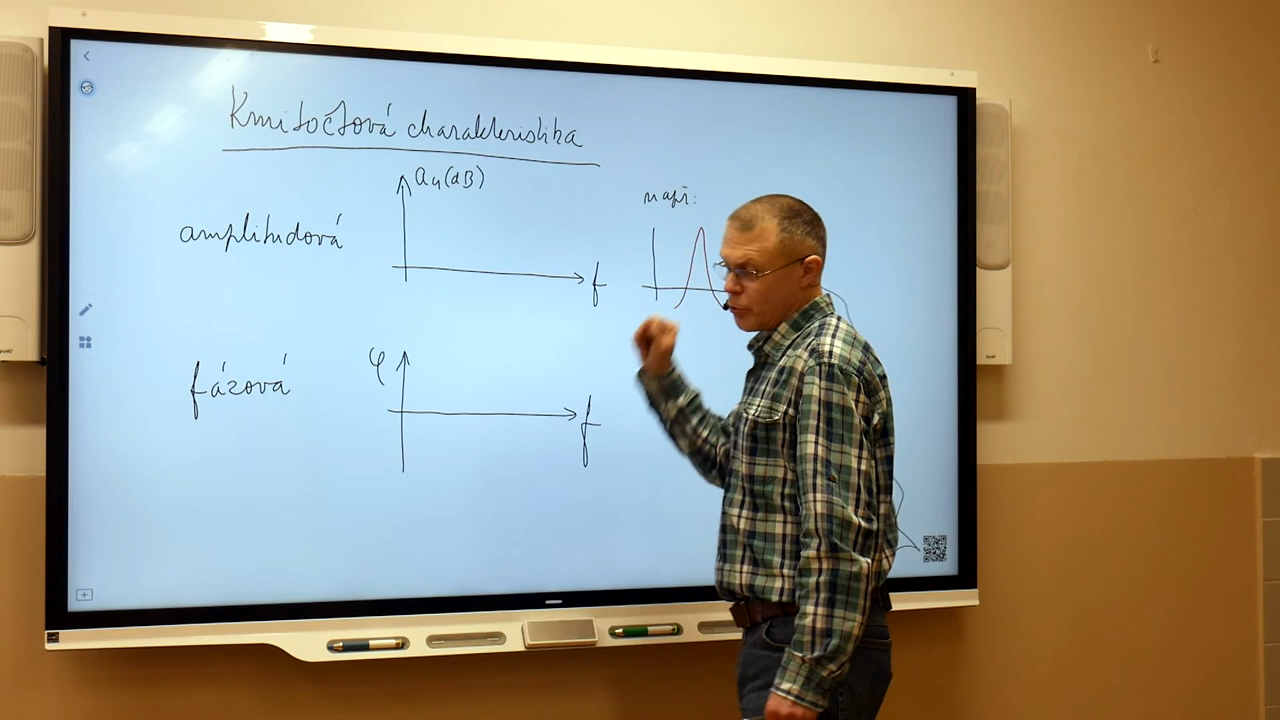 Kmitočtová charakteristika
amplitudová
au(dB)
f
např:
fázová
φ
f